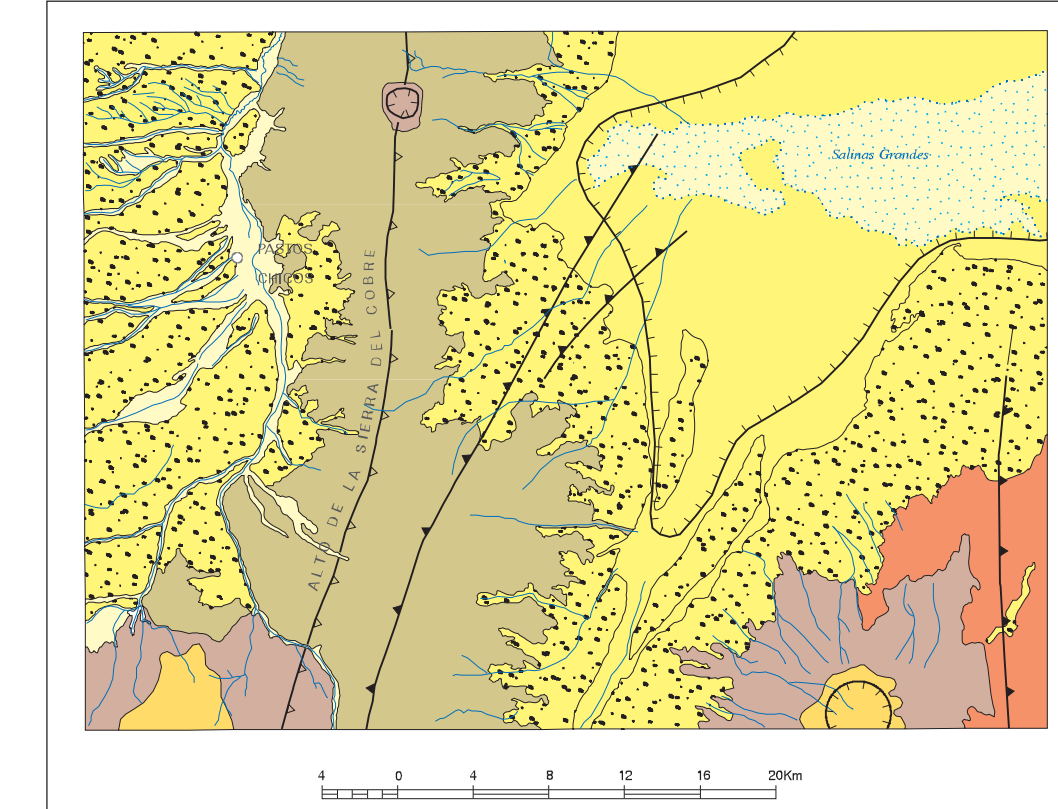 Salinas Grandes
PASTOS
CHICOS
ALTO DE LA SIERRA DEL COBRE
4 0 4 8 12 16 20Km